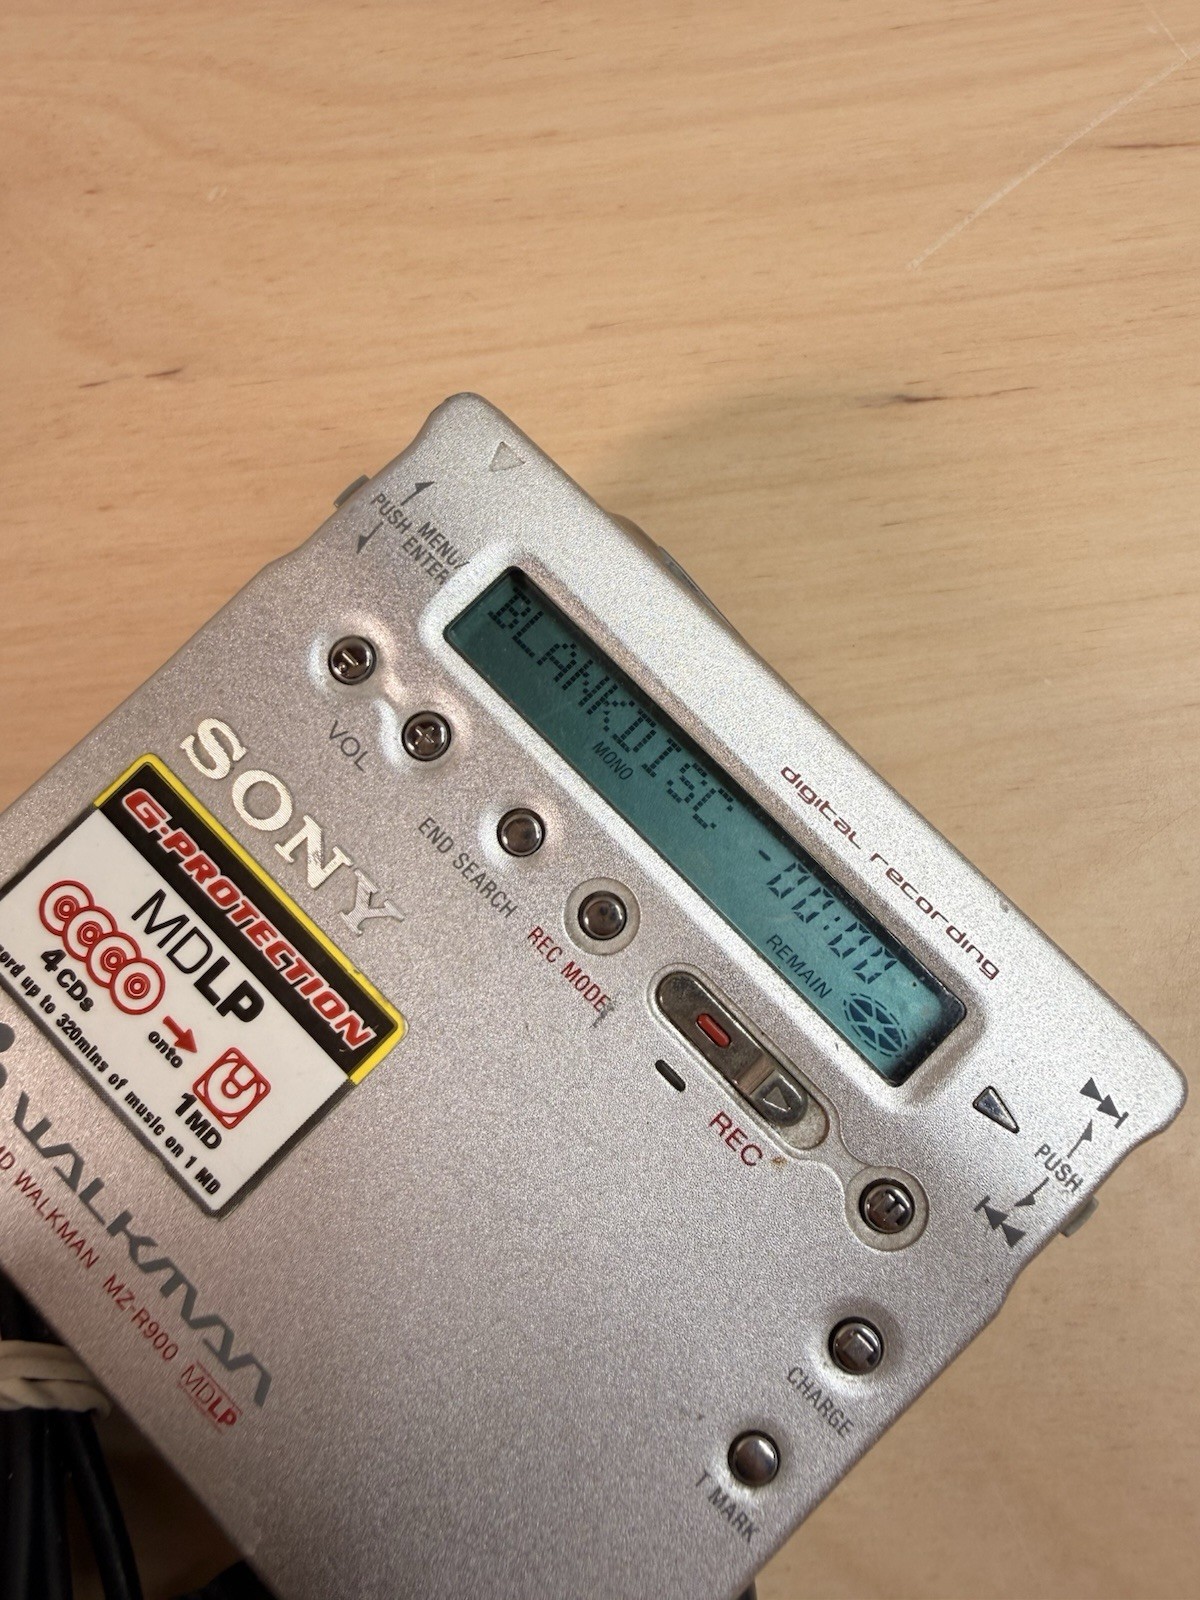 PUSH
MENU/
ENTER
BLANKDISC
MONO
-00:00
REMAIN
digital recording
VOL
- +
END SEARCH
REC MODE
REC
PUSH
CHARGE
T MARK
SONY
G-PROTECTION
MDLP
4CDs
onto
1MD
ord up to 320mins of music on 1 MD
WALKMAN
MD WALKMAN MZ-R900 MDLP